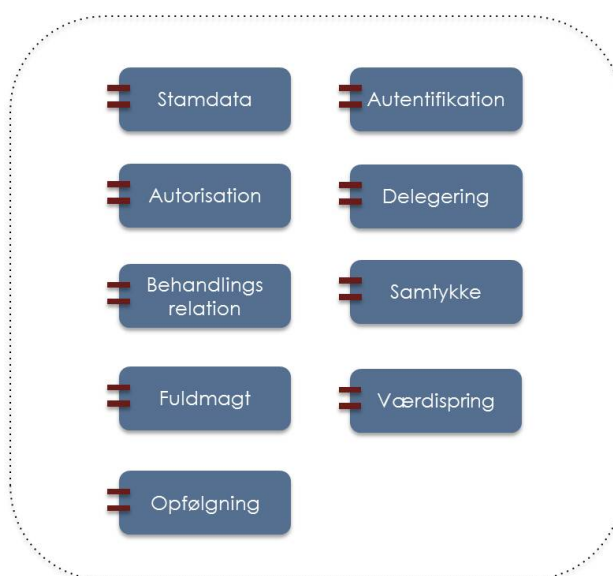 Stamdata
Autentifikation
Autorisation
Delegering
Behandlings
relation
Samtykke
Fuldmagt
Værdispring
Opfølgning